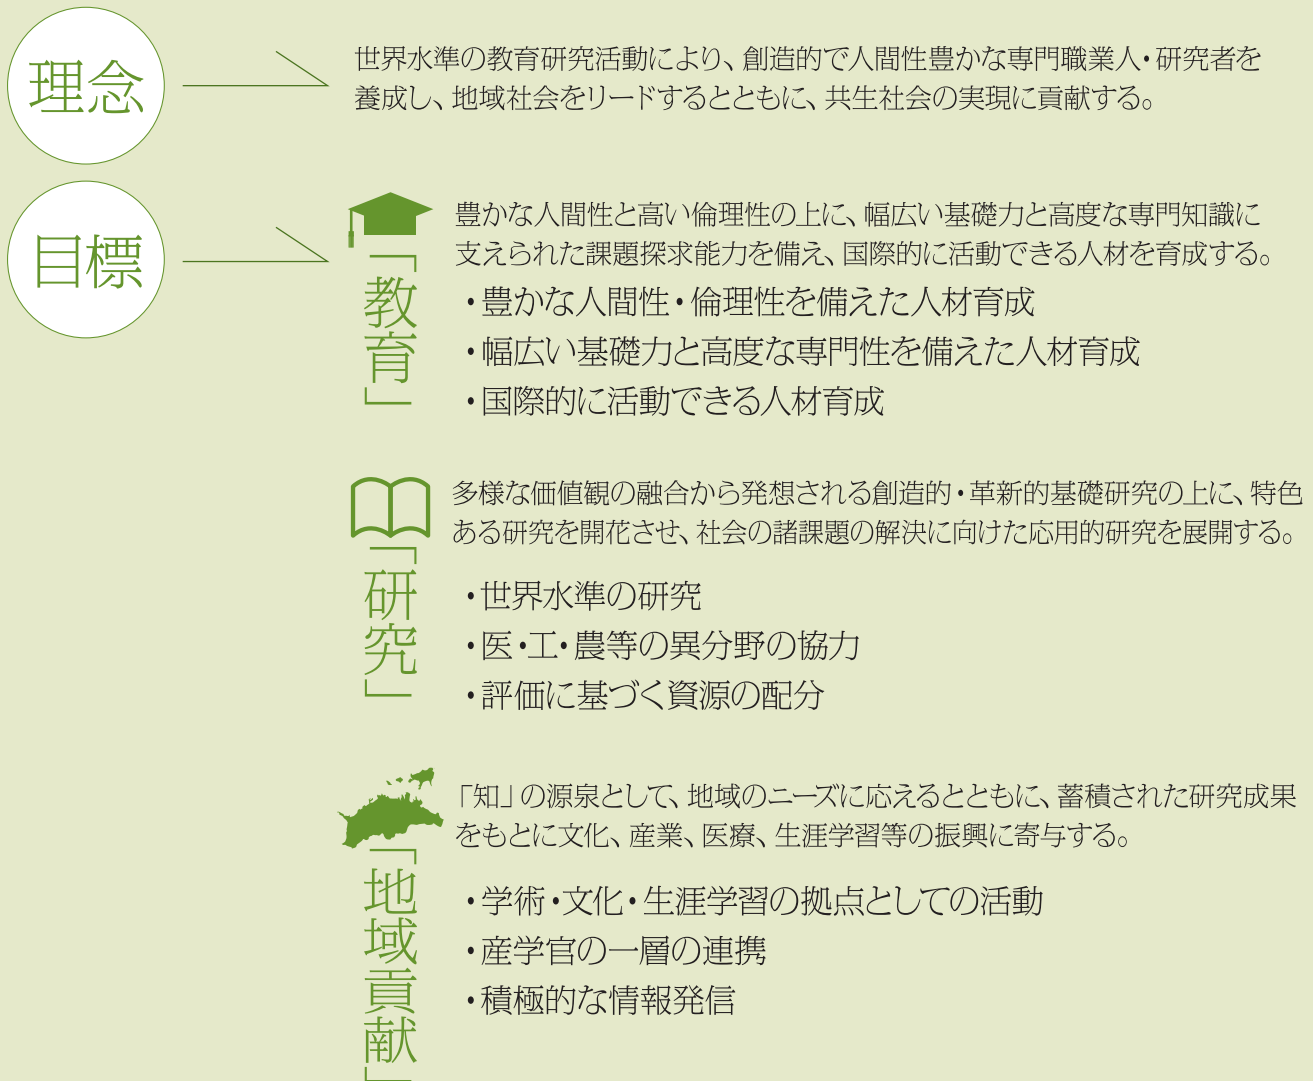 理念
世界水準の教育研究活動により、創造的で人間性豊かな専門職業人・研究者を
養成し、地域社会をリードするとともに、共生社会の実現に貢献する。
目標
「教育」
豊かな人間性と高い倫理性の上に、幅広い基礎力と高度な専門知識に
支えられた課題探求能力を備え、国際的に活動できる人材を育成する。
・豊かな人間性・倫理性を備えた人材育成
・幅広い基礎力と高度な専門性を備えた人材育成
・国際的に活動できる人材育成
「研究」
多様な価値観の融合から発想される創造的・革新的基礎研究の上に、特色
ある研究を開花させ、社会の諸課題の解決に向けた応用的研究を展開する。
・世界水準の研究
・医・工・農等の異分野の協力
・評価に基づく資源の配分
「地域貢献」
「知」の源泉として、地域のニーズに応えるとともに、蓄積された研究成果
をもとに文化、産業、医療、生涯学習等の振興に寄与する。
・学術・文化・生涯学習の拠点としての活動
・産学官の一層の連携
・積極的な情報発信